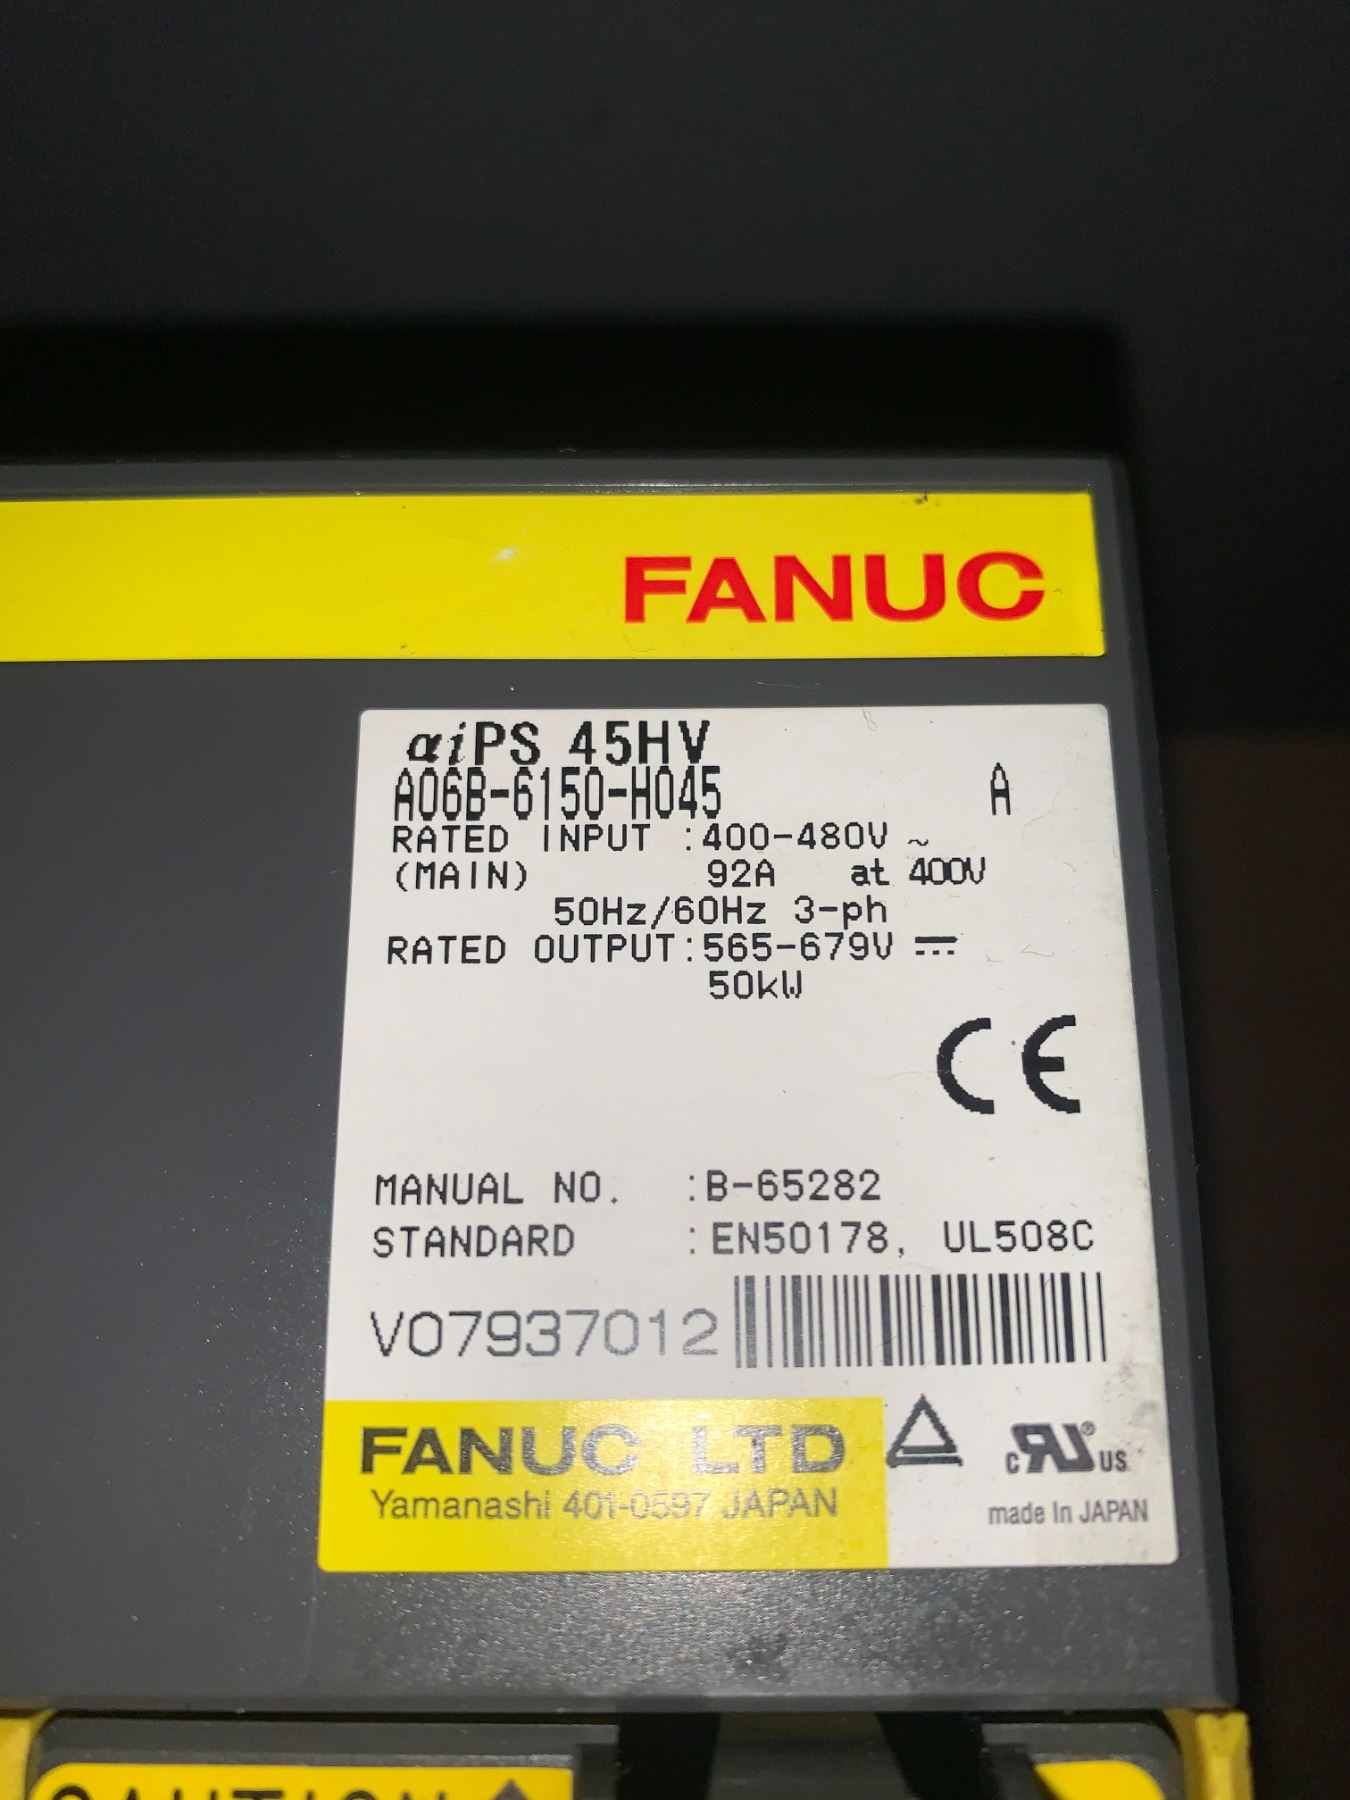 FANUC
αiPS 45HV
A06B-6150-H045 A
RATED INPUT :400-480V ~
(MAIN) 92A at 400V
50Hz/60Hz 3-ph
RATED OUTPUT:565-679V ⎓
50kW
CE
MANUAL NO. :B-65282
STANDARD :EN50178, UL508C
V07937012
FANUC LTD
Yamanashi 401-0597 JAPAN
c RU ® US
made In JAPAN
CAUTION